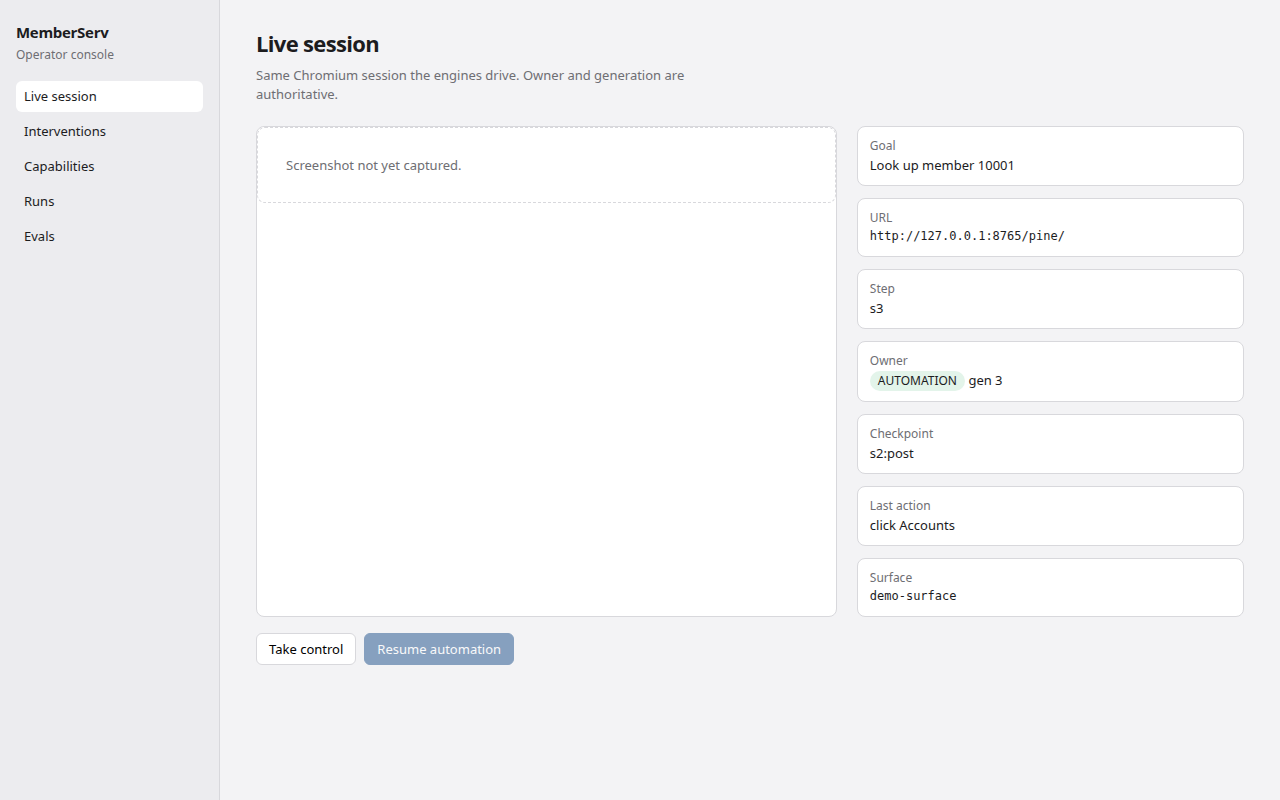 MemberServ
Operator console
Live session
Interventions
Capabilities
Runs
Evals
Live session
Same Chromium session the engines drive. Owner and generation are
authoritative.
Screenshot not yet captured.
Take control
Resume automation
Goal
Look up member 10001
URL
http://127.0.0.1:8765/pine/
Step
s3
Owner
AUTOMATION gen 3
Checkpoint
s2:post
Last action
click Accounts
Surface
demo-surface